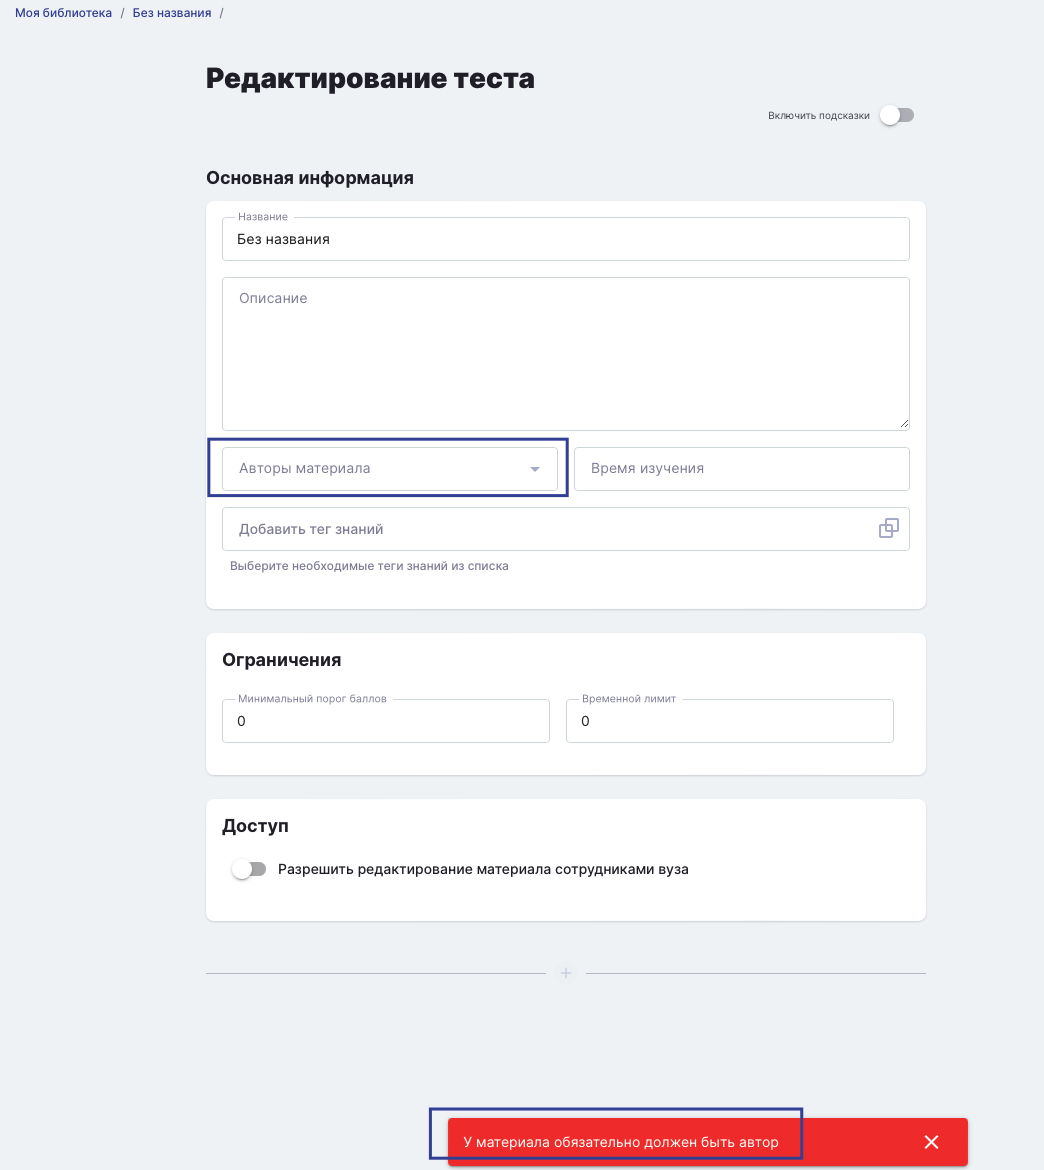 Моя библиотека / Без названия /
Редактирование теста
Включить подсказки
Основная информация
Название
Без названия
Описание
Авторы материала
Время изучения
Добавить тег знаний
Выберите необходимые теги знаний из списка
Ограничения
Минимальный порог баллов
0
Временной лимит
0
Доступ
Разрешить редактирование материала сотрудниками вуза
У материала обязательно должен быть автор